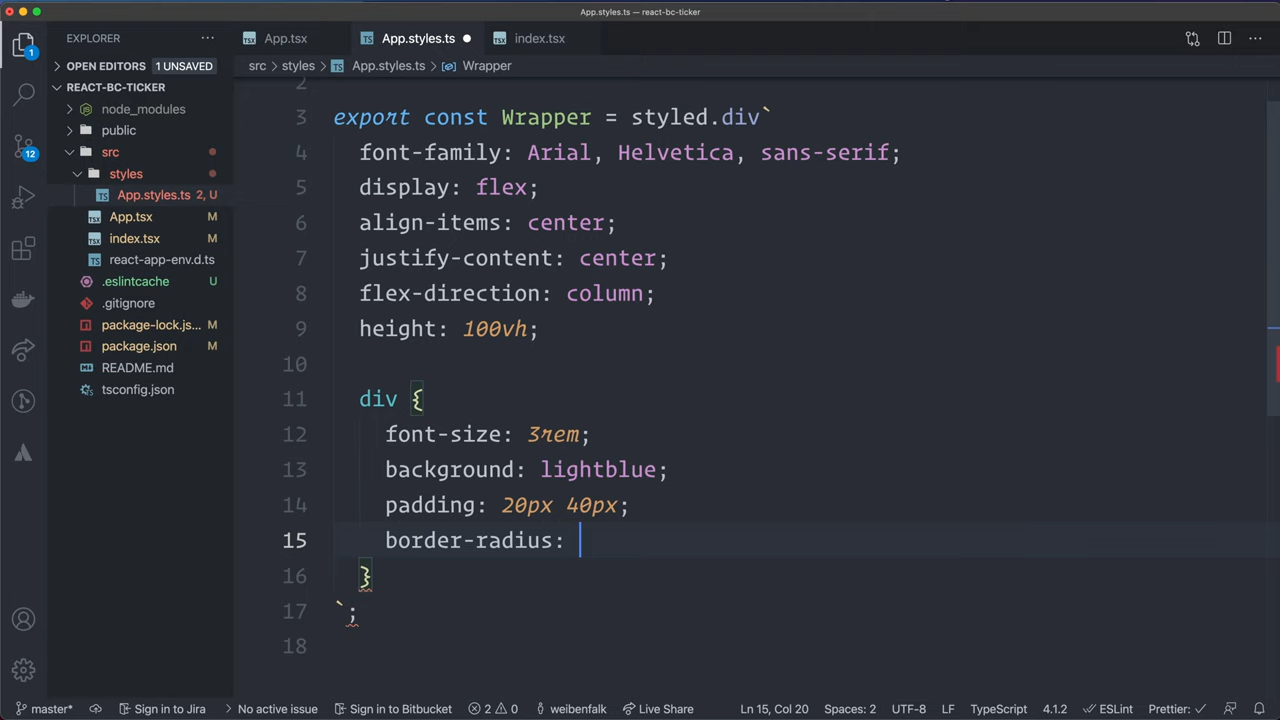 App.styles.ts — react-bc-ticker
EXPLORER
App.tsx
App.styles.ts
index.tsx
OPEN EDITORS 1 UNSAVED
src styles App.styles.ts Wrapper
REACT-BC-TICKER
node_modules
public
src
styles
App.styles.ts 2, U
App.tsx M
index.tsx M
react-app-env.d.ts
.eslintcache U
.gitignore
package-lock.js... M
package.json M
README.md
tsconfig.json
1
12
2
3 export const Wrapper = styled.div`
4 font-family: Arial, Helvetica, sans-serif;
5 display: flex;
6 align-items: center;
7 justify-content: center;
8 flex-direction: column;
9 height: 100vh;
10
11 div {
12 font-size: 3rem;
13 background: lightblue;
14 padding: 20px 40px;
15 border-radius:
16 }
17 `;
18
master* Sign in to Jira No active issue Sign in to Bitbucket 2 0 weibenfalk Live Share Ln 15, Col 20 Spaces: 2 UTF-8 LF TypeScript 4.1.2 ESLint Prettier: